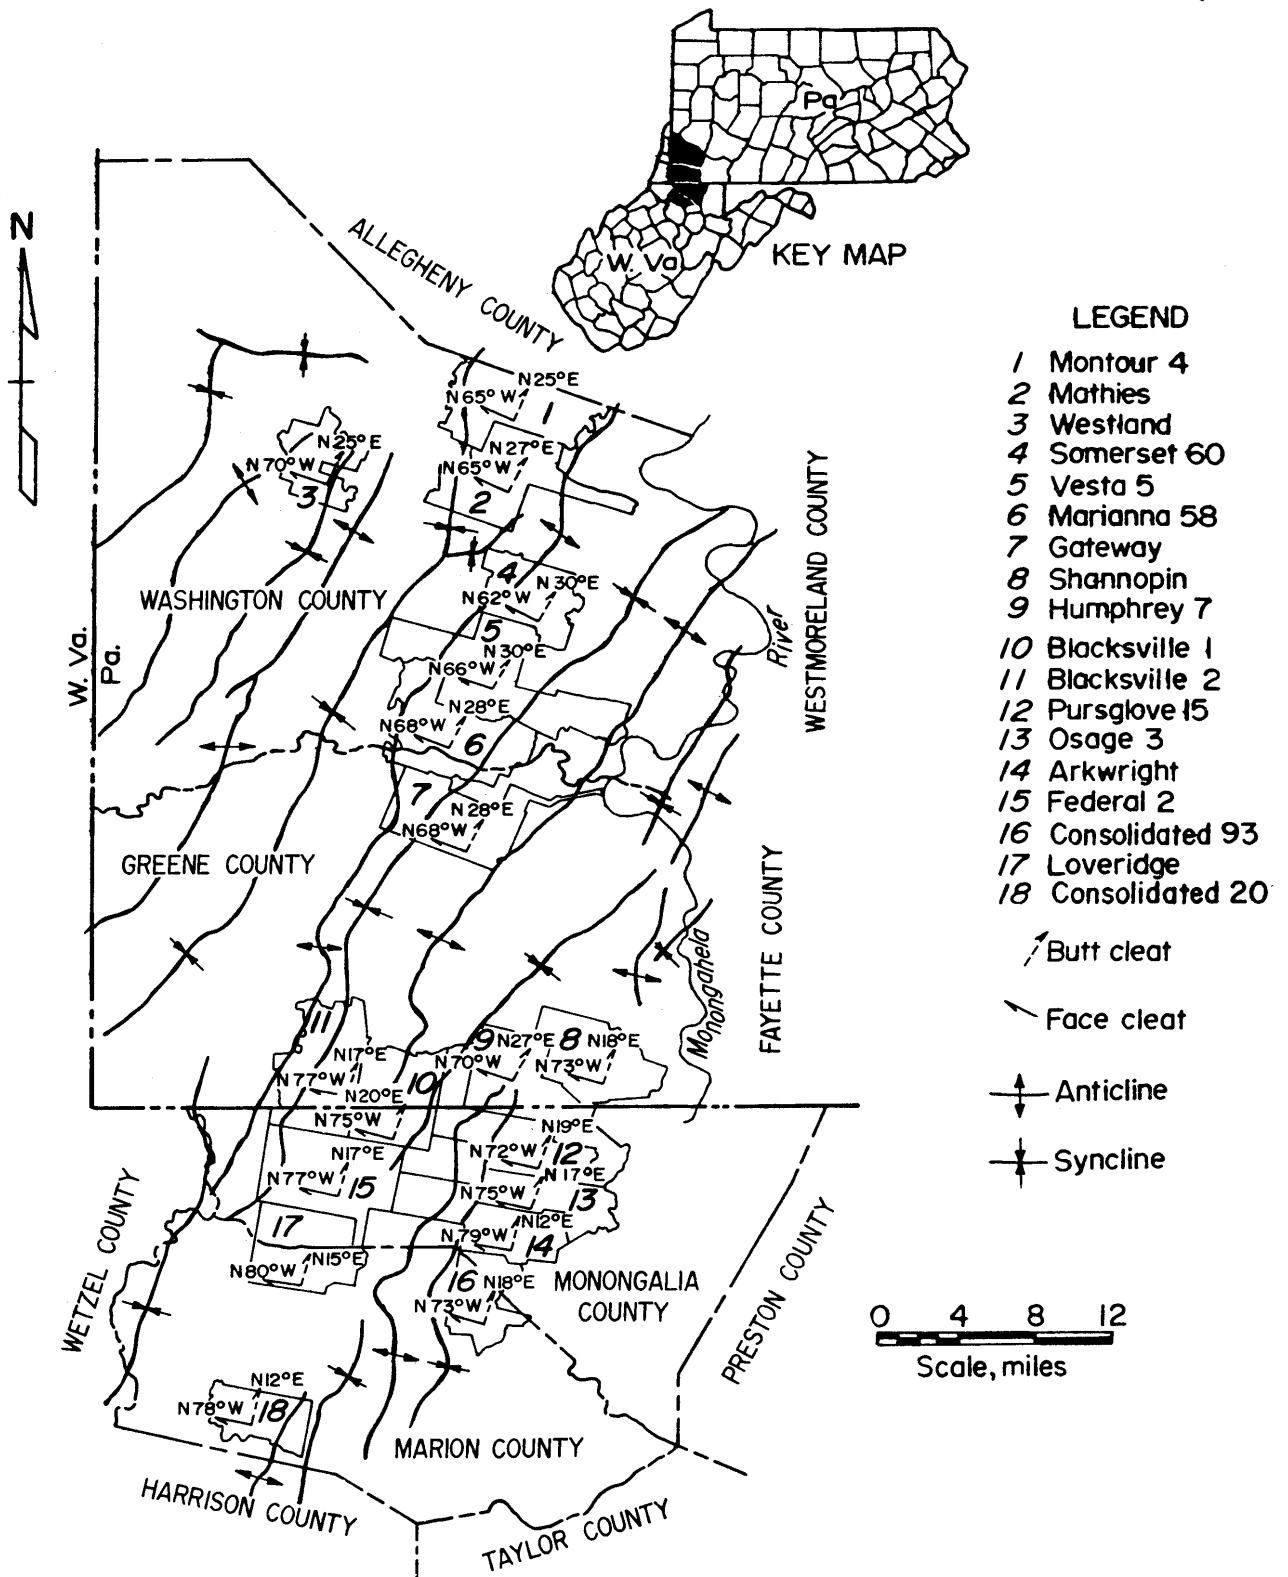 Pa
W. Va
KEY MAP
N
ALLEGHENY COUNTY
LEGEND
1 Montour 4
2 Mathies
3 Westland
4 Somerset 60
5 Vesta 5
6 Marianna 58
7 Gateway
8 Shannopin
9 Humphrey 7
10 Blacksville 1
11 Blacksville 2
12 Pursglove 15
13 Osage 3
14 Arkwright
15 Federal 2
16 Consolidated 93
17 Loveridge
18 Consolidated 20
Butt cleat
Face cleat
Anticline
Syncline
N25°E
N65°W
1
N27°E
N65°W
2
N25°E
N70°W
3
4
N30°E
N62°W
5
N30°E
N66°W
N28°E
N68°W
6
7
N28°E
N68°W
WASHINGTON COUNTY
W. Va.
Pa.
River
WESTMORELAND COUNTY
GREENE COUNTY
FAYETTE COUNTY
Monongahela
11
N17°E
N77°W
9
N27°E
N70°W
8
N18°E
N73°W
10
N20°E
N75°W
N19°E
N72°W
12
N17°E
N77°W
15
N17°E
N75°W
13
N12°E
N79°W
14
17
N15°E
N80°W
16
N18°E
N73°W
N12°E
N78°W
18
WETZEL COUNTY
MONONGALIA
COUNTY
PRESTON COUNTY
MARION COUNTY
HARRISON COUNTY
TAYLOR COUNTY
0 4 8 12
Scale, miles